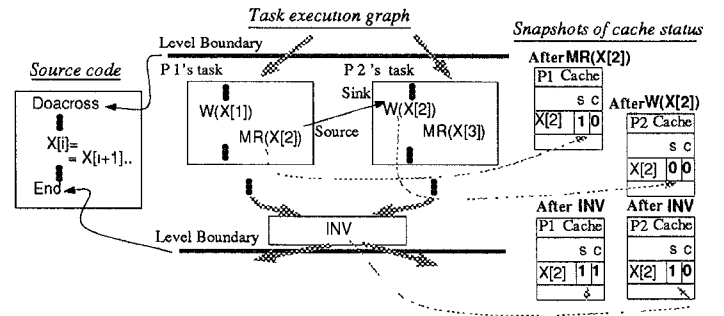 Task execution graph
Snapshots of cache status
Level Boundary
Source code
P1's task
P2's task
Doacross
X[i]=
= X[i+1]..
End
W(X[1])
MR(X[2])
Source
Sink
W(X[2])
MR(X[3])
INV
Level Boundary
After MR(X[2])
P1 Cache
s c
X[2] 1 0
After W(X[2])
P2 Cache
s c
X[2] 0 0
After INV
P1 Cache
s c
X[2] 1 1
After INV
P2 Cache
s c
X[2] 1 0